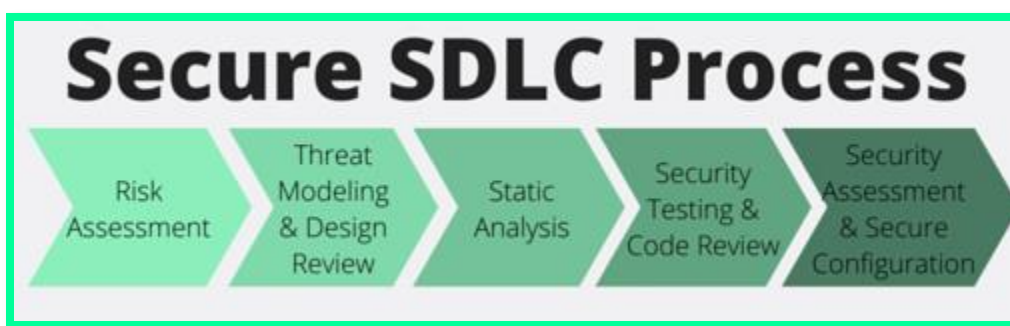 Secure SDLC Process
Risk
Assessment
Threat
Modeling
& Design
Review
Static
Analysis
Security
Testing &
Code Review
Security
Assessment
& Secure
Configuration